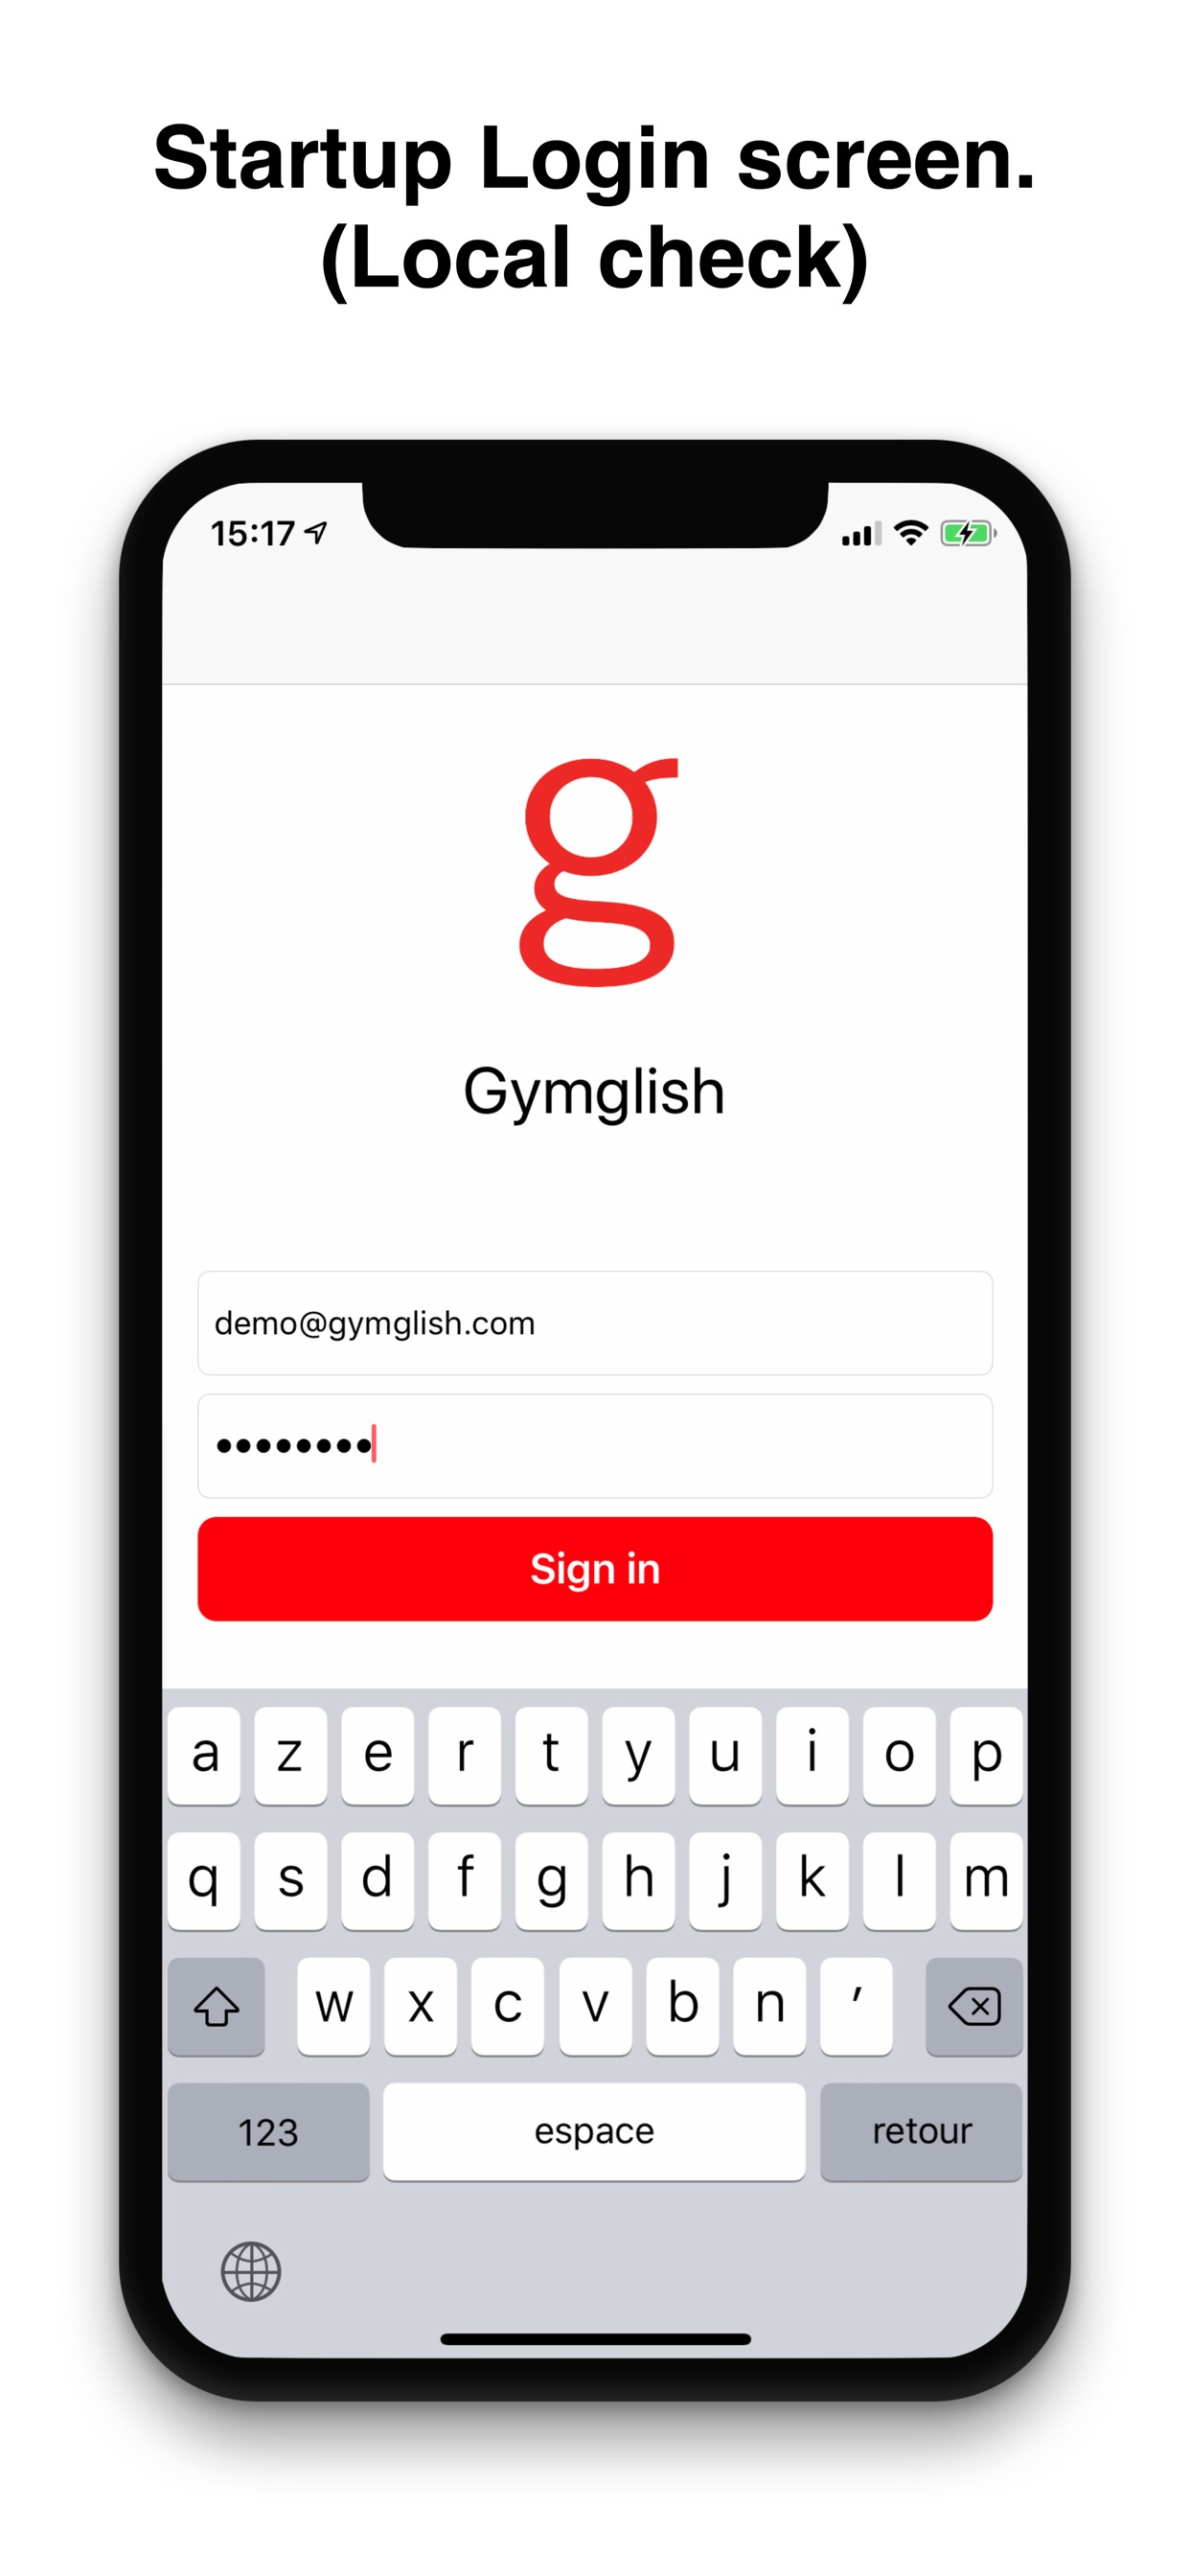 Startup Login screen.
(Local check)
15:17
g
Gymglish
demo@gymglish.com
••••••••
Sign in
a z e r t y u i o p
q s d f g h j k l m
w x c v b n ′
123 espace retour